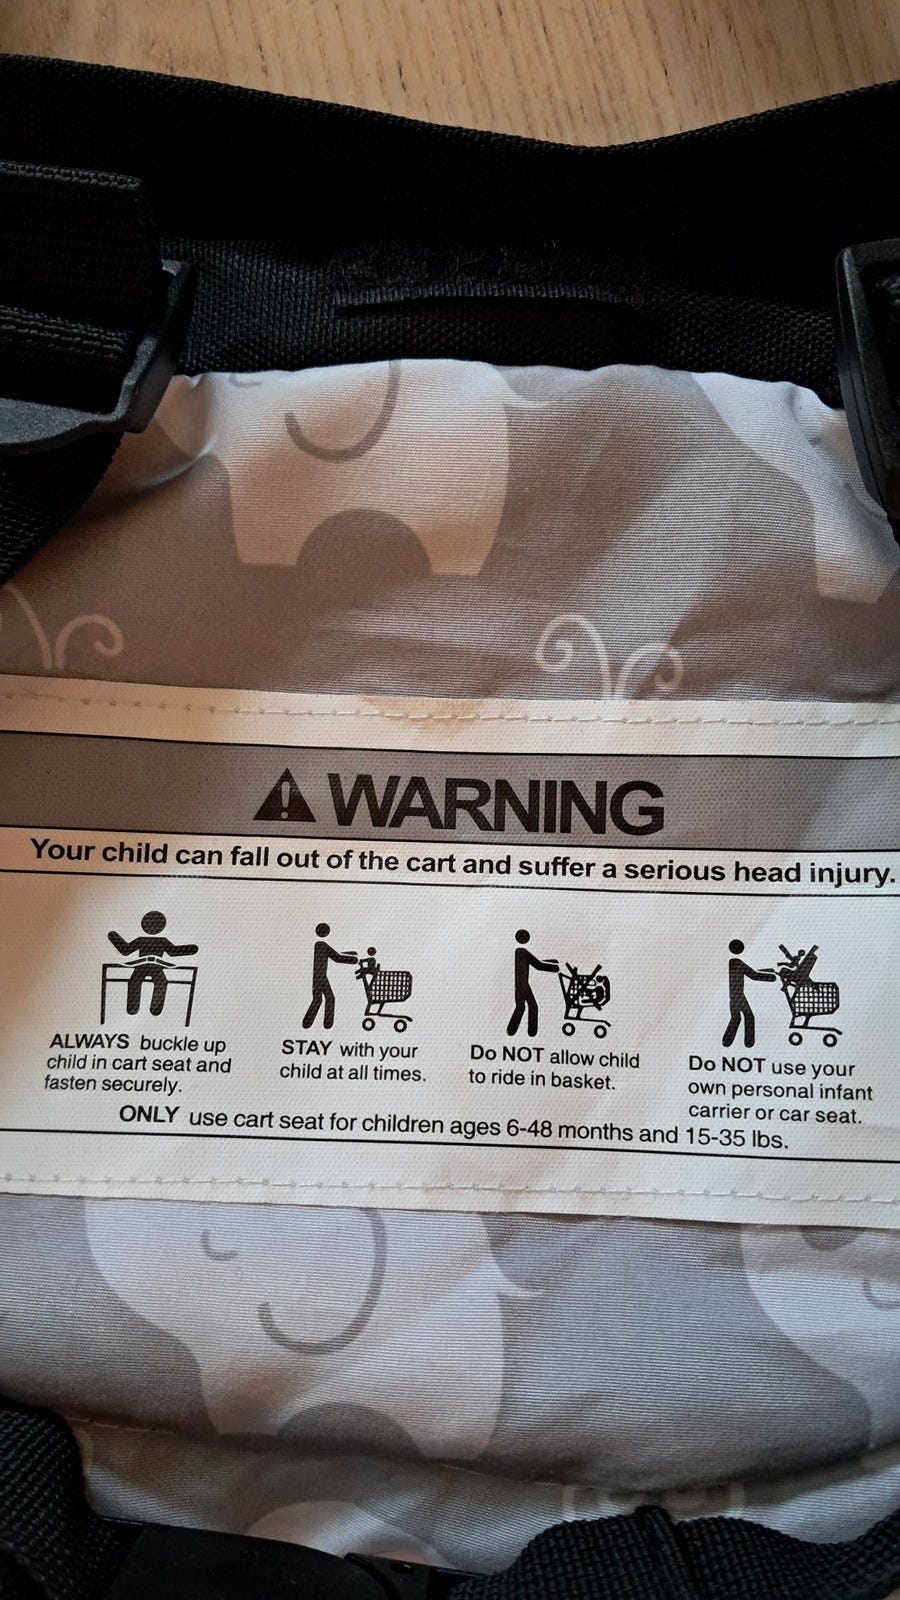 WARNING
Your child can fall out of the cart and suffer a serious head injury.
ALWAYS buckle up
child in cart seat and
fasten securely.
STAY with your
child at all times.
Do NOT allow child
to ride in basket.
Do NOT use your
own personal infant
carrier or car seat.
ONLY use cart seat for children ages 6-48 months and 15-35 lbs.